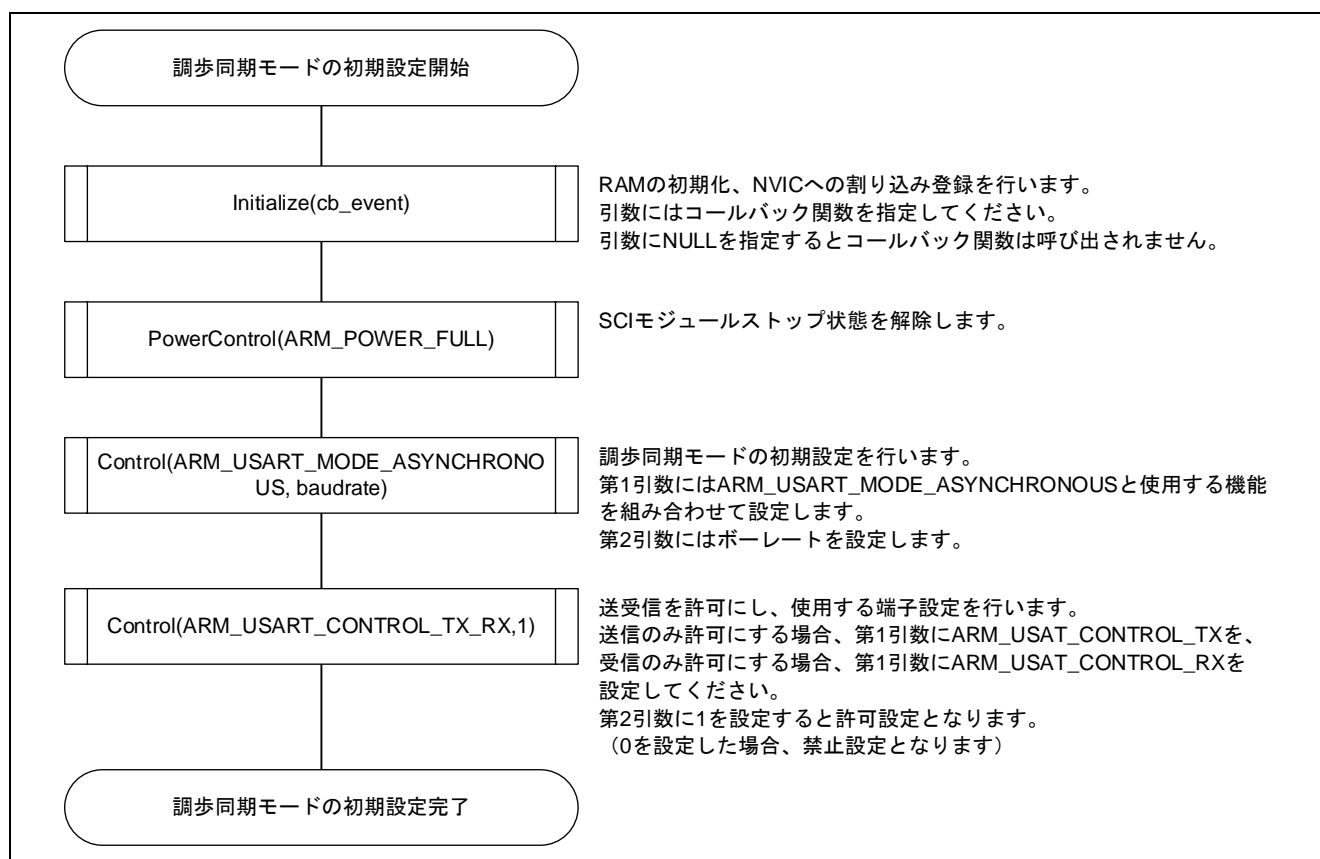 調歩同期モードの初期設定開始
Initialize(cb_event)
RAMの初期化、NVICへの割り込み登録を行います。
引数にはコールバック関数を指定してください。
引数にNULLを指定するとコールバック関数は呼び出されません。
PowerControl(ARM_POWER_FULL)
SCIモジュールストップ状態を解除します。
Control(ARM_USART_MODE_ASYNCHRONO
US, baudrate)
調歩同期モードの初期設定を行います。
第1引数にはARM_USART_MODE_ASYNCHRONOUSと使用する機能
を組み合わせて設定します。
第2引数にはボーレートを設定します。
Control(ARM_USART_CONTROL_TX_RX,1)
送受信を許可にし、使用する端子設定を行います。
送信のみ許可にする場合、第1引数にARM_USAT_CONTROL_TXを、
受信のみ許可にする場合、第1引数にARM_USAT_CONTROL_RXを
設定してください。
第2引数に1を設定すると許可設定となります。
（0を設定した場合、禁止設定となります）
調歩同期モードの初期設定完了